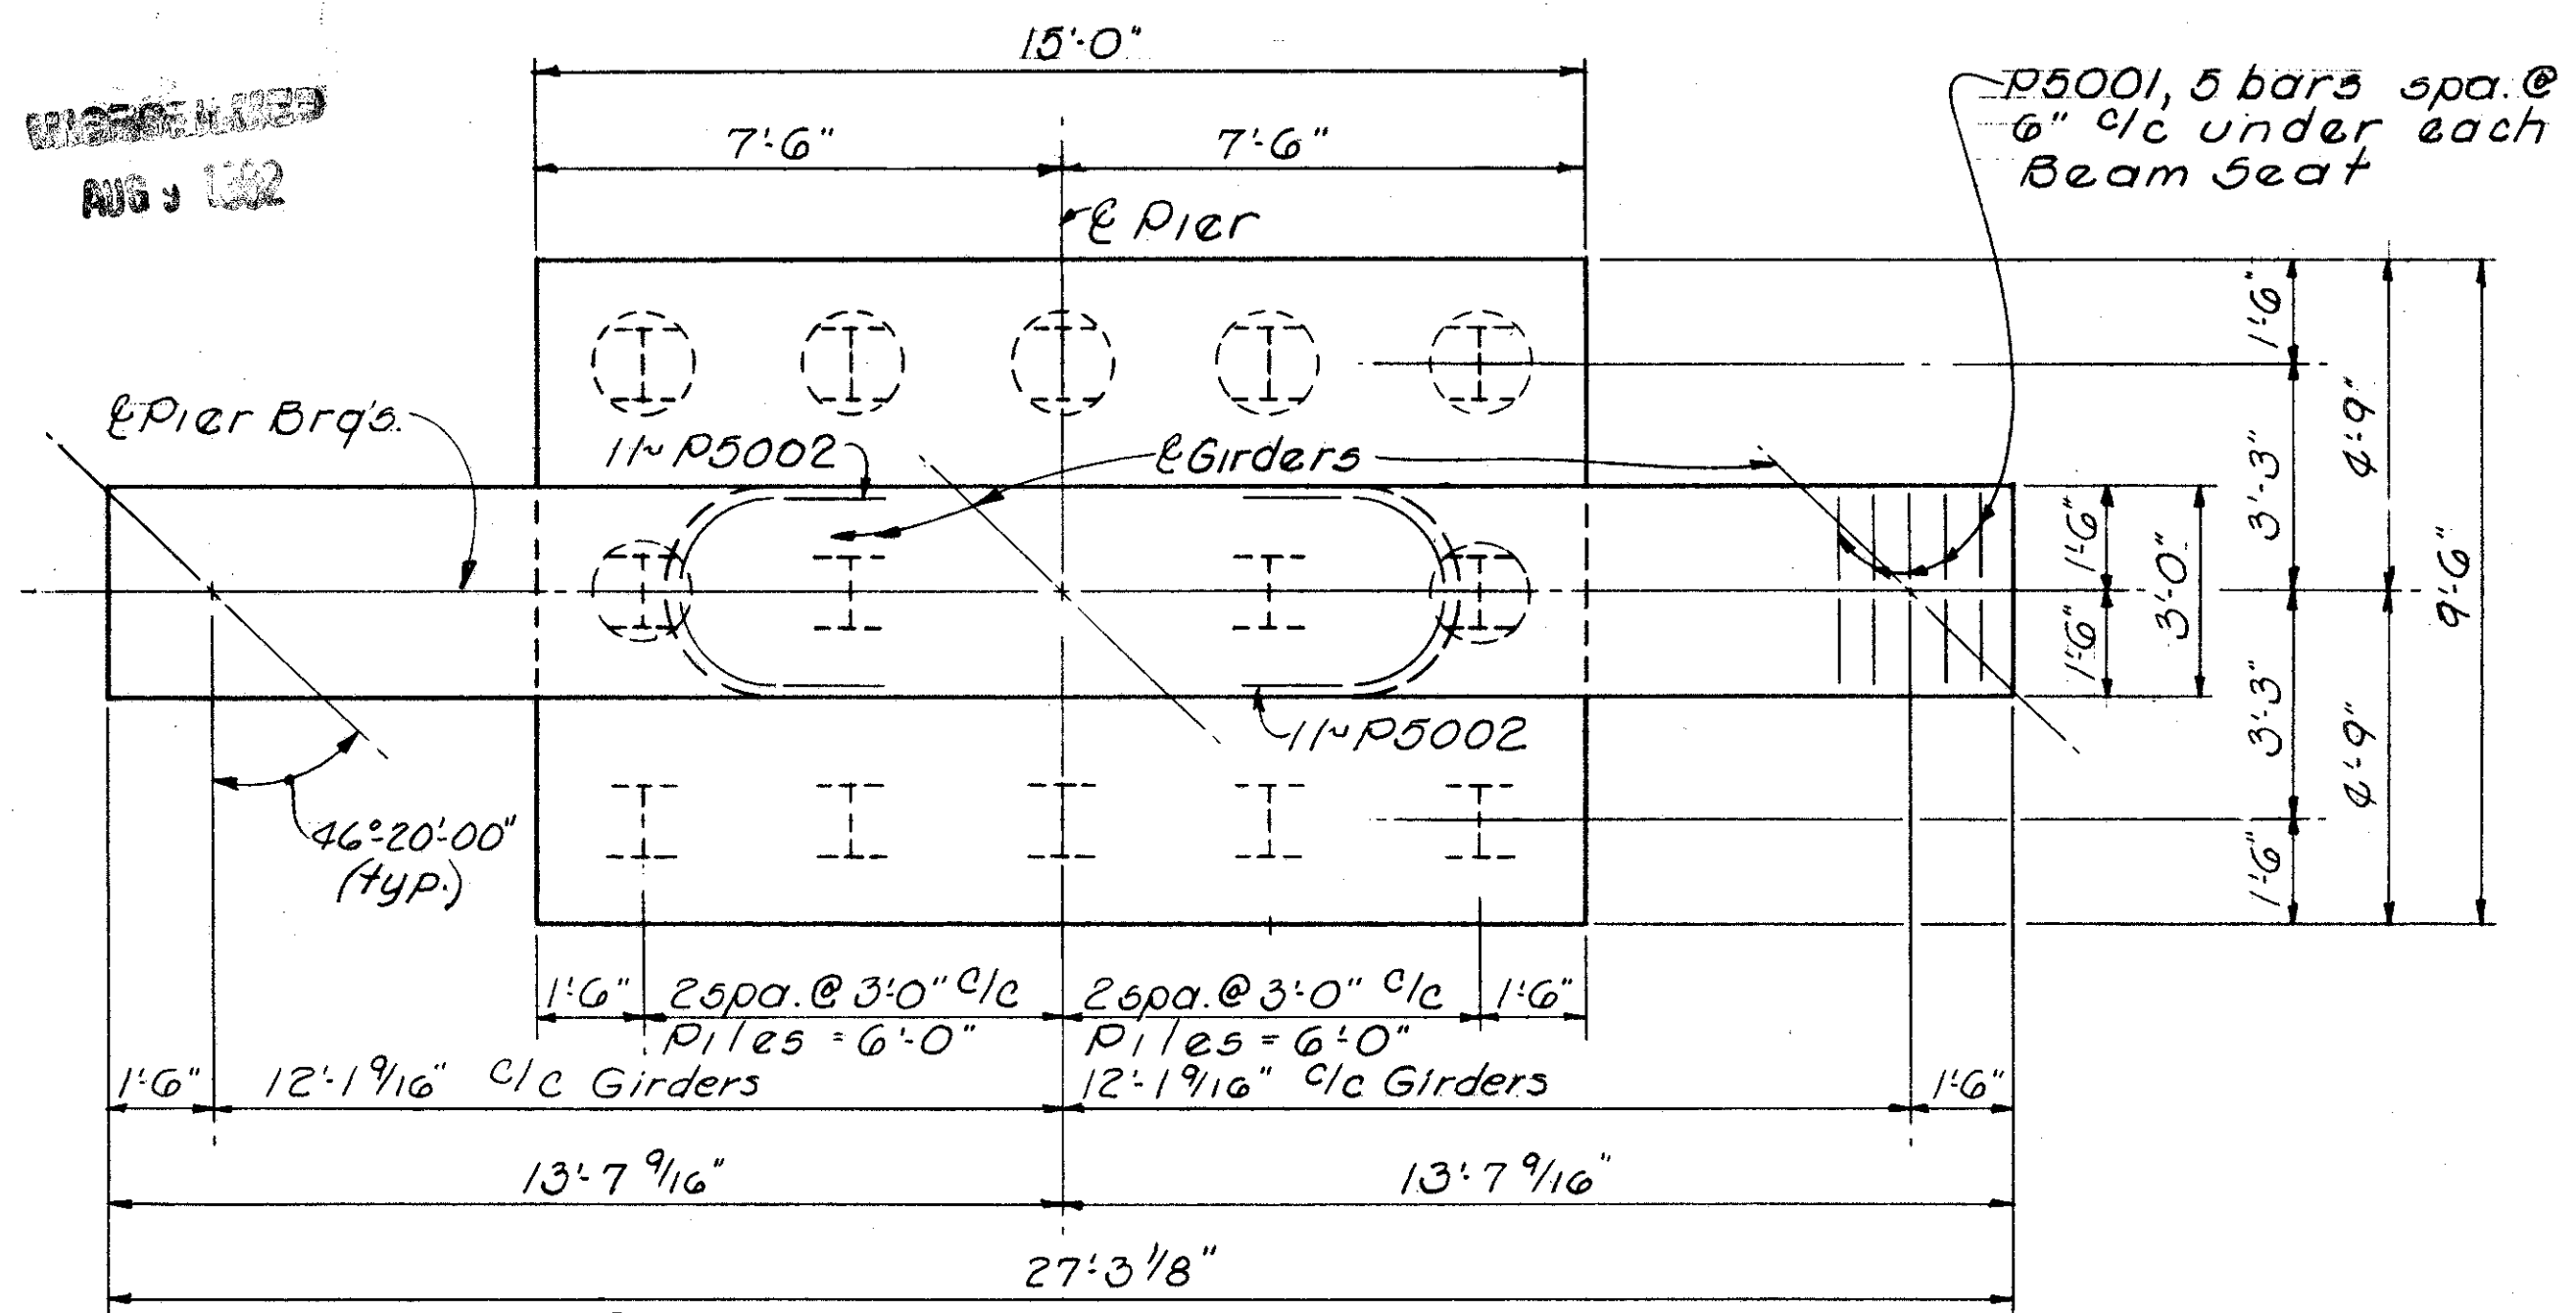 15'-0"
MICROFILMED
AUG 9
7'-6"
7'-6"
P5001, 5 bars spa. @
6" c/c under each
Beam Seat
℄ Pier
1'-6"
4'-9"
℄ Pier Brg's.
11~P5002
℄ Girders
3'-3"
1'-6"
3'-0"
9'-6"
1'-6"
3'-3"
4'-9"
11~P5002
46°-20'-00"
(typ.)
1'-6"
1'-6"
2 spa. @ 3'-0" c/c
Piles = 6'-0"
2 spa. @ 3'-0" c/c
Piles = 6'-0"
1'-6"
1'-6"
12'-1 9/16" c/c Girders
12'-1 9/16" c/c Girders
1'-6"
13'-7 9/16"
13'-7 9/16"
27'-3 1/8"